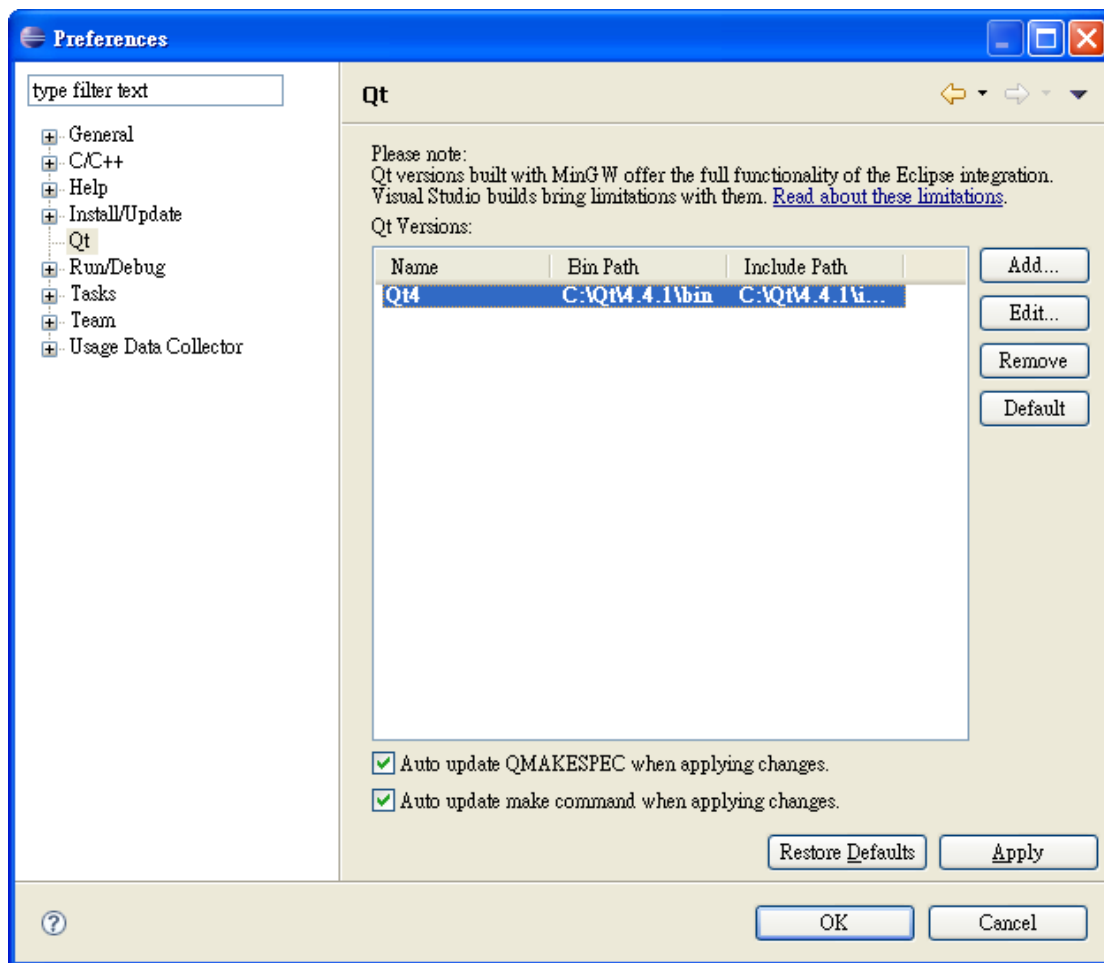 Preferences
type filter text
General
C/C++
Help
Install/Update
Qt
Run/Debug
Tasks
Team
Usage Data Collector
Qt
Please note:
Qt versions built with MinGW offer the full functionality of the Eclipse integration.
Visual Studio builds bring limitations with them. Read about these limitations.
Qt Versions:
Name Bin Path Include Path
Qt4 C:\Qt\4.4.1\bin C:\Qt\4.4.1\i...
Add...
Edit...
Remove
Default
Auto update QMAKESPEC when applying changes.
Auto update make command when applying changes.
Restore Defaults Apply
OK Cancel